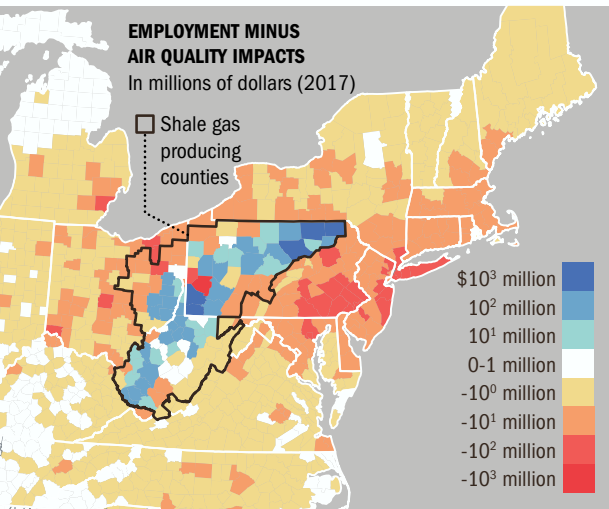 EMPLOYMENT MINUS
AIR QUALITY IMPACTS
In millions of dollars (2017)
Shale gas
producing
counties
$10³ million
10² million
10¹ million
0-1 million
-10⁰ million
-10¹ million
-10² million
-10³ million